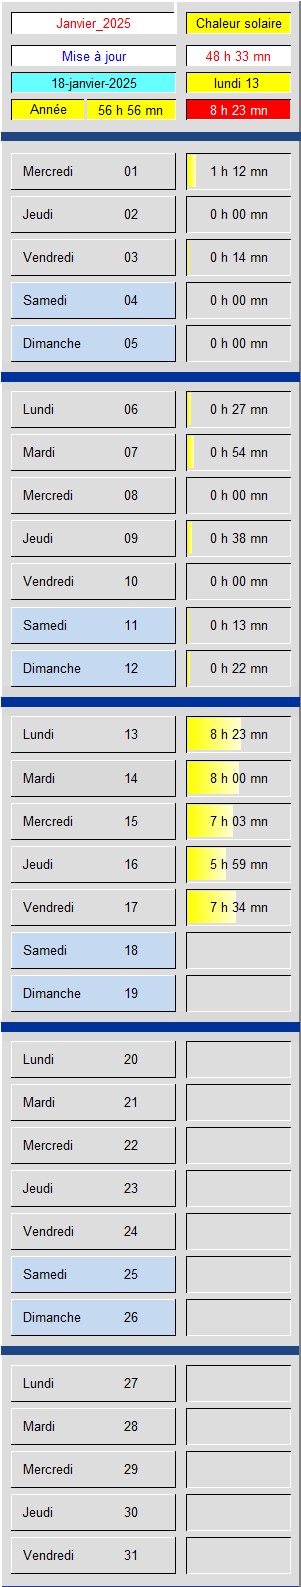 Janvier_2025 Chaleur solaire
Mise à jour 48 h 33 mn
18-janvier-2025 lundi 13
Année 56 h 56 mn 8 h 23 mn
Mercredi 01 1 h 12 mn
Jeudi 02 0 h 00 mn
Vendredi 03 0 h 14 mn
Samedi 04 0 h 00 mn
Dimanche 05 0 h 00 mn
Lundi 06 0 h 27 mn
Mardi 07 0 h 54 mn
Mercredi 08 0 h 00 mn
Jeudi 09 0 h 38 mn
Vendredi 10 0 h 00 mn
Samedi 11 0 h 13 mn
Dimanche 12 0 h 22 mn
Lundi 13 8 h 23 mn
Mardi 14 8 h 00 mn
Mercredi 15 7 h 03 mn
Jeudi 16 5 h 59 mn
Vendredi 17 7 h 34 mn
Samedi 18
Dimanche 19
Lundi 20
Mardi 21
Mercredi 22
Jeudi 23
Vendredi 24
Samedi 25
Dimanche 26
Lundi 27
Mardi 28
Mercredi 29
Jeudi 30
Vendredi 31